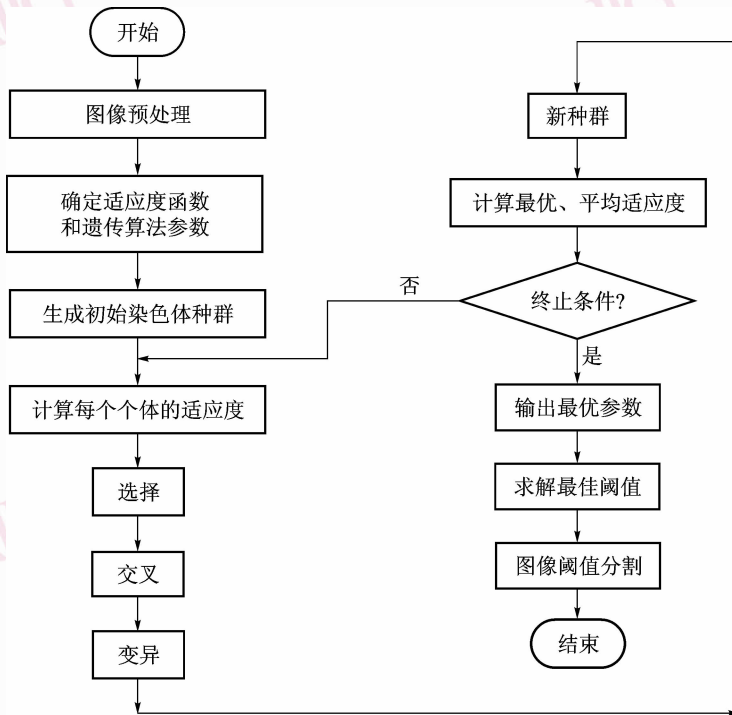 开始
图像预处理
确定适应度函数
和遗传算法参数
生成初始染色体种群
计算每个个体的适应度
选择
交叉
变异
新种群
计算最优、平均适应度
终止条件?
否
是
输出最优参数
求解最佳阈值
图像阈值分割
结束